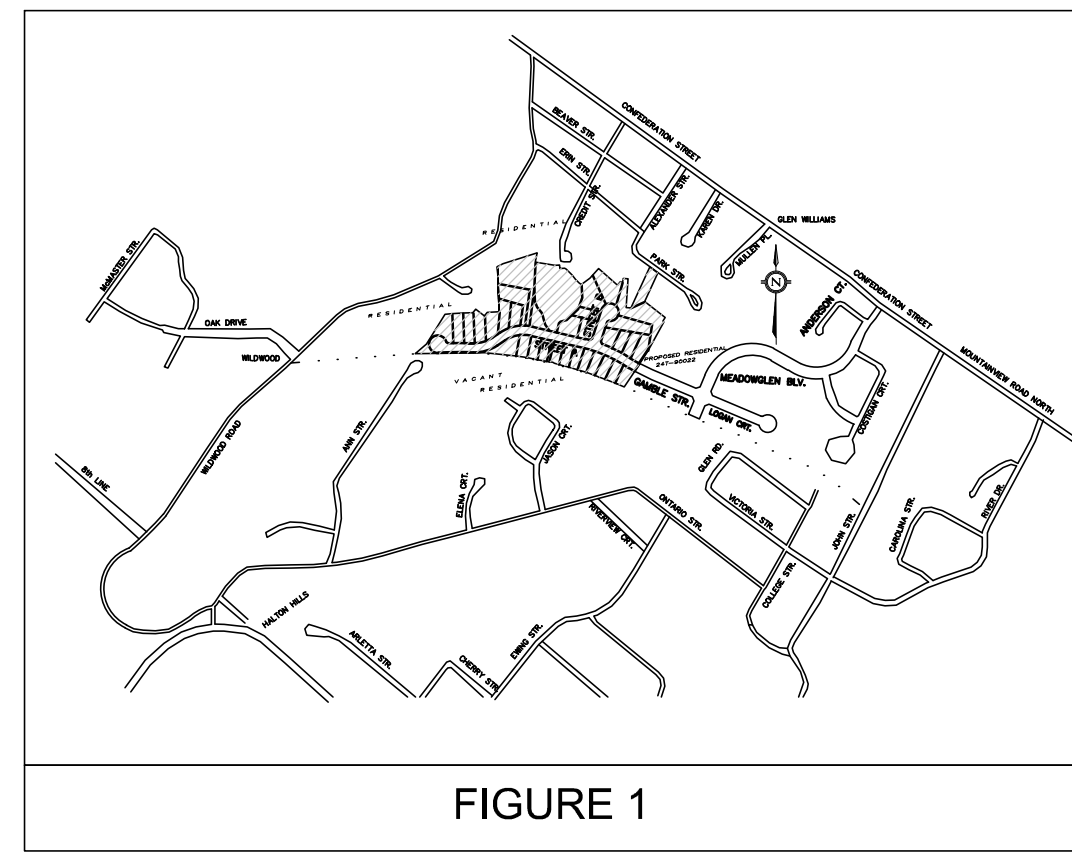 CONFEDERATION STREET
BEAVER STR.
ERIN STR.
CREDIT STR.
ALEXANDER STR.
KAREN DR.
MULLEN PL.
GLEN WILLIAMS
RESIDENTIAL
PARK STR.
N
CONFEDERATION STREET
ANDERSON CT.
McMASTER STR.
OAK DRIVE
WILDWOOD
RESIDENTIAL
STREET B
STREET A
PROPOSED RESIDENTIAL
24T-90022
MOUNTAINVIEW ROAD NORTH
VACANT
RESIDENTIAL
GAMBLE STR.
MEADOWGLEN BLV.
LOGAN CRT.
COSTIGAN CRT.
WILDWOOD ROAD
ANN STR.
JASON CRT.
GLEN RD.
8th LINE
ELENA CRT.
RIVERVIEW CRT.
ONTARIO STR.
VICTORIA STR.
JOHN STR.
CAROLINA STR.
RIVER DR.
COLLEGE STR.
HALTON HILLS
ARLETTA STR.
CHERRY STR.
EWING STR.
FIGURE 1